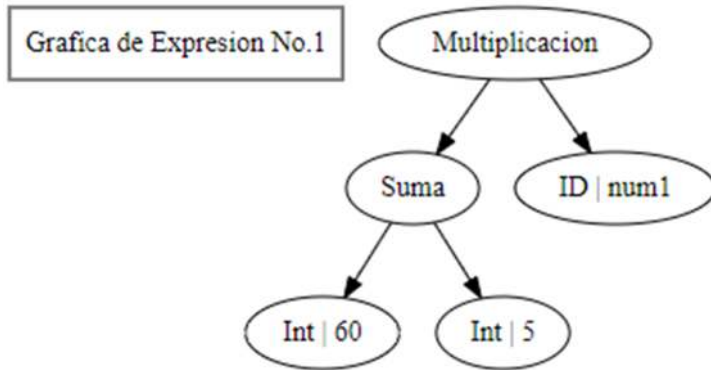 Grafica de Expresion No.1
Multiplicacion
Suma
ID | num1
Int | 60
Int | 5